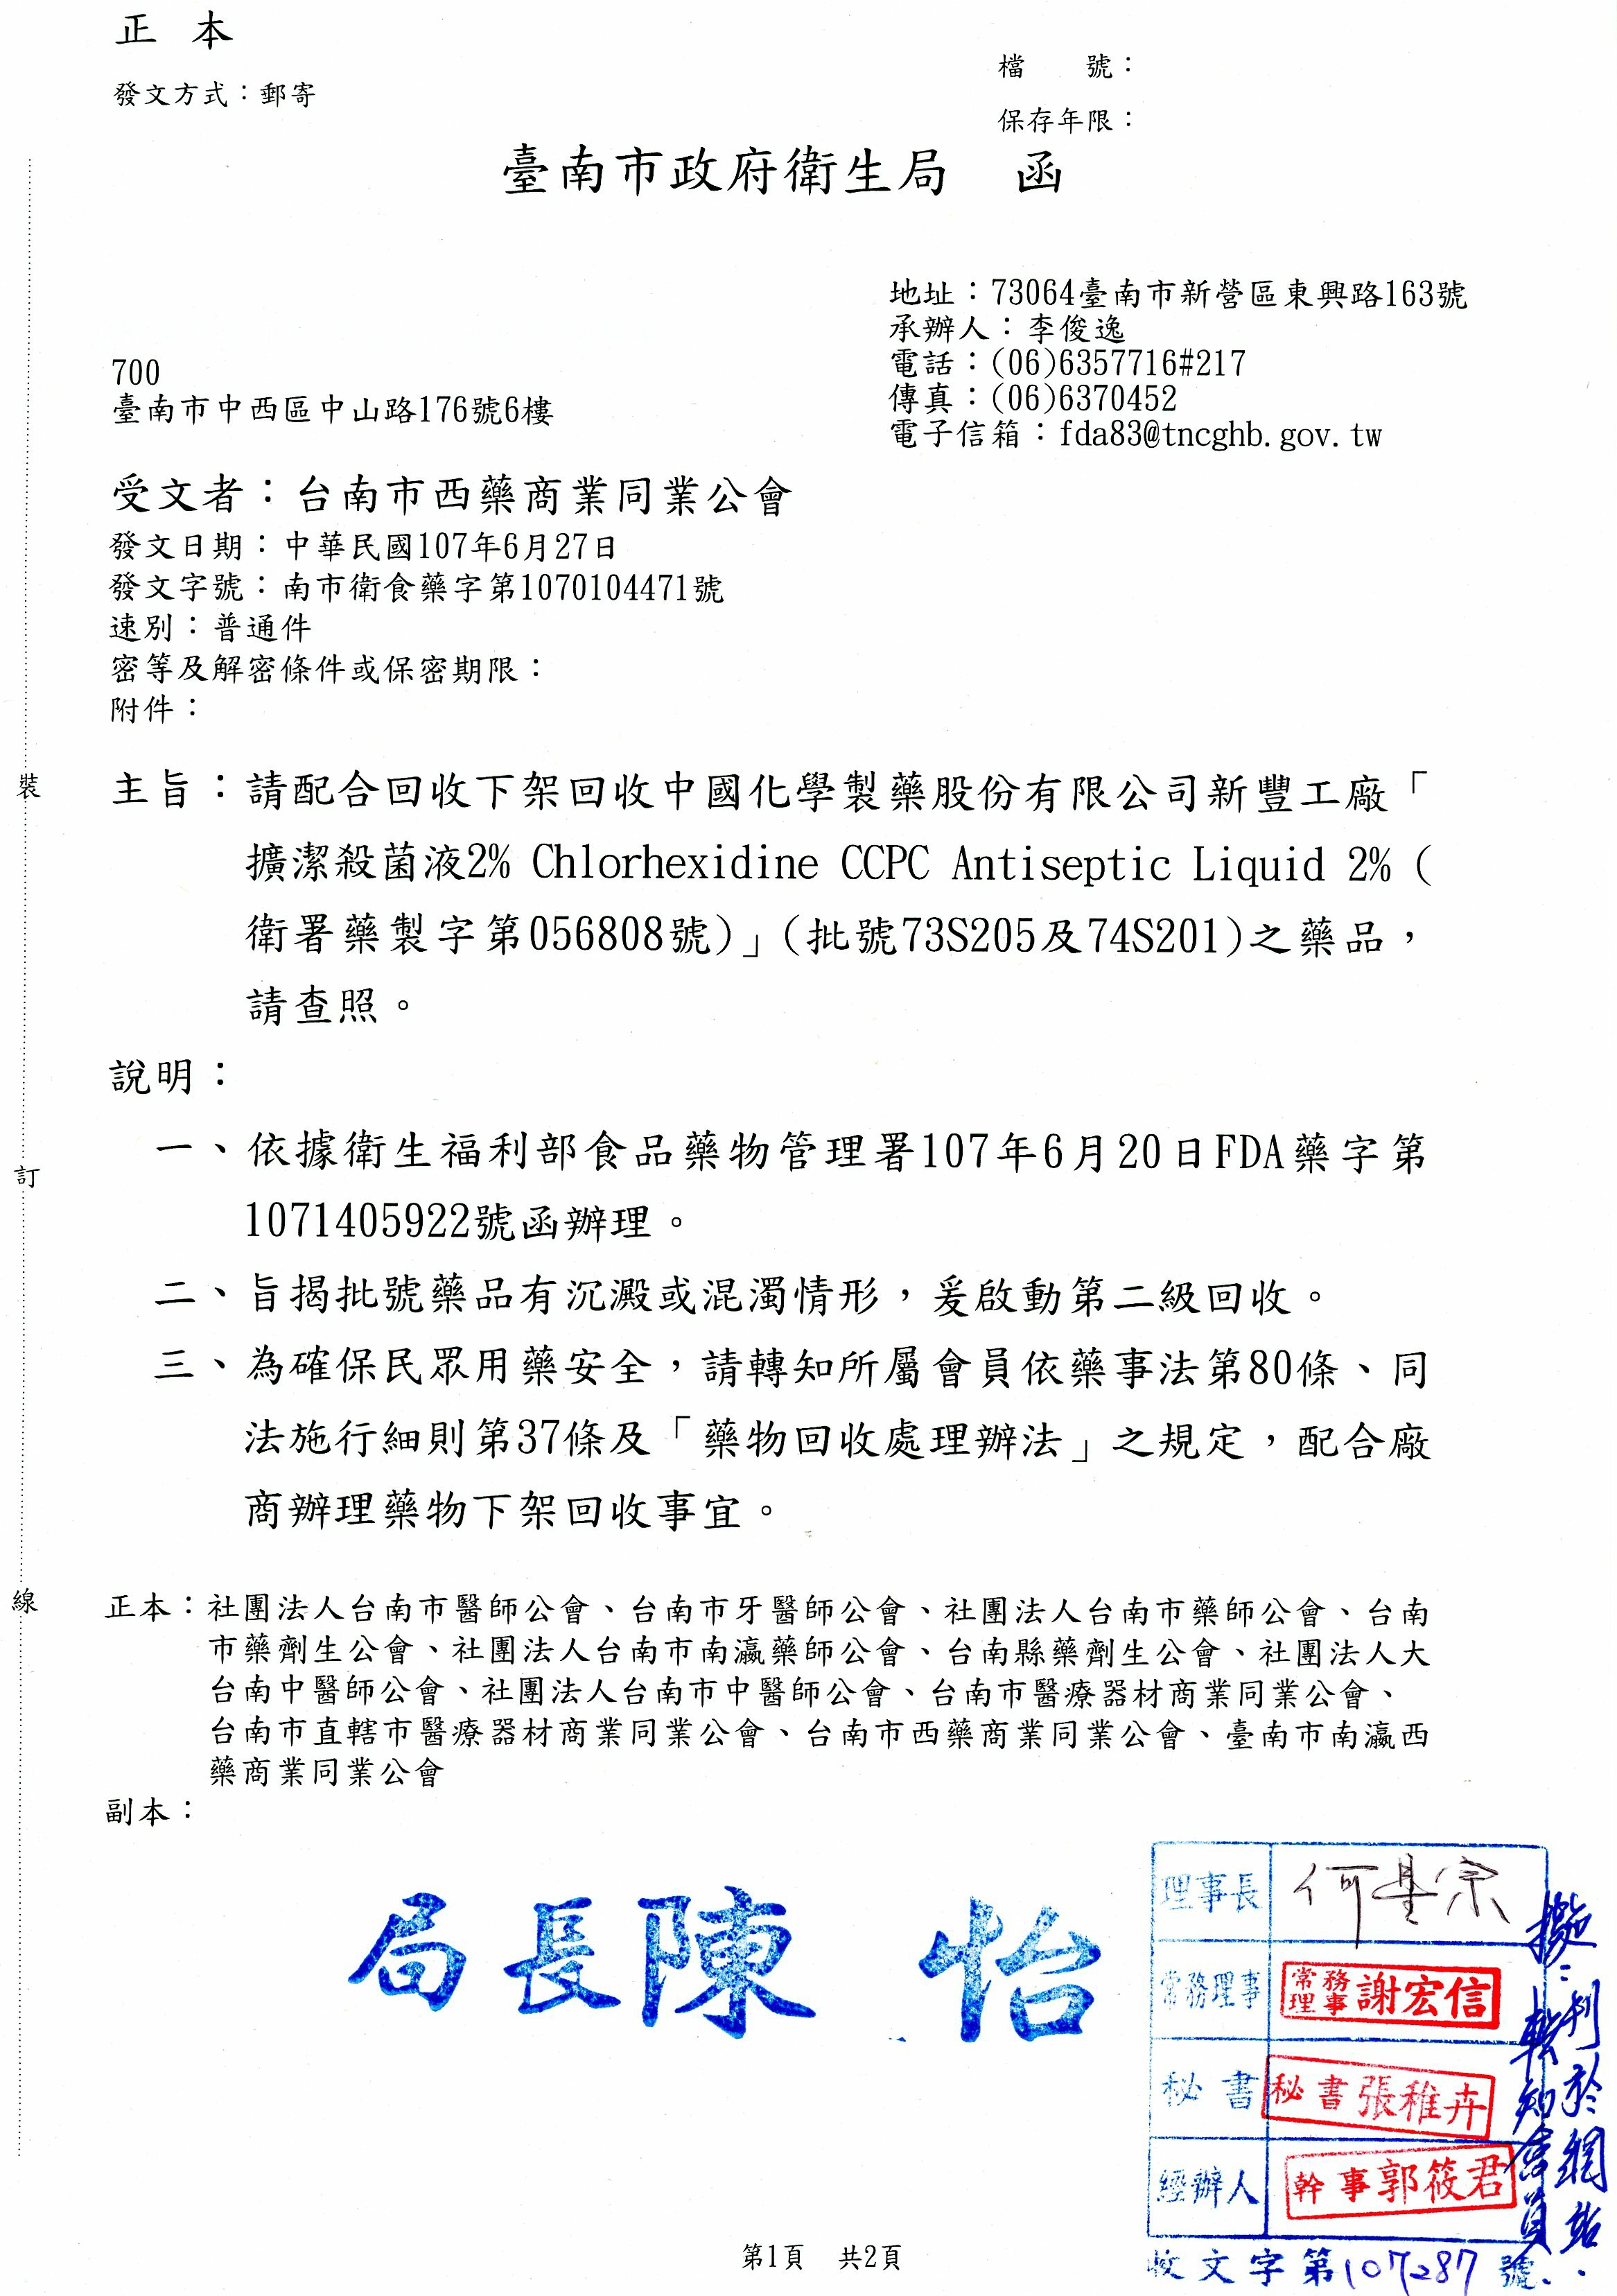 正 本
發文方式：郵寄
檔　　號：
保存年限：
臺南市政府衛生局　函
地址：73064臺南市新營區東興路163號
承辦人：李俊逸
電話：(06)6357716#217
傳真：(06)6370452
電子信箱：fda83@tncghb.gov.tw
700
臺南市中西區中山路176號6樓
受文者：台南市西藥商業同業公會
發文日期：中華民國107年6月27日
發文字號：南市衛食藥字第1070104471號
速別：普通件
密等及解密條件或保密期限：
附件：
主旨：請配合回收下架回收中國化學製藥股份有限公司新豐工廠「
擴潔殺菌液2% Chlorhexidine CCPC Antiseptic Liquid 2%（
衛署藥製字第056808號)」(批號73S205及74S201)之藥品，
請查照。
說明：
一、依據衛生福利部食品藥物管理署107年6月20日FDA藥字第
1071405922號函辦理。
二、旨揭批號藥品有沉澱或混濁情形，爰啟動第二級回收。
三、為確保民眾用藥安全，請轉知所屬會員依藥事法第80條、同
法施行細則第37條及「藥物回收處理辦法」之規定，配合廠
商辦理藥物下架回收事宜。
正本：社團法人台南市醫師公會、台南市牙醫師公會、社團法人台南市藥師公會、台南
市藥劑生公會、社團法人台南市南瀛藥師公會、台南縣藥劑生公會、社團法人大
台南中醫師公會、社團法人台南市中醫師公會、台南市醫療器材商業同業公會、
台南市直轄市醫療器材商業同業公會、台南市西藥商業同業公會、臺南市南瀛西
藥商業同業公會
副本：
裝
訂
線
局長陳　怡
理事長 何基宗
常務理事 常務理事 謝宏信
秘書 秘書 張稚卉
經辦人 幹事 郭筱君
擬：刊於網站
轉知會員
收文字第107287號
第1頁　共2頁